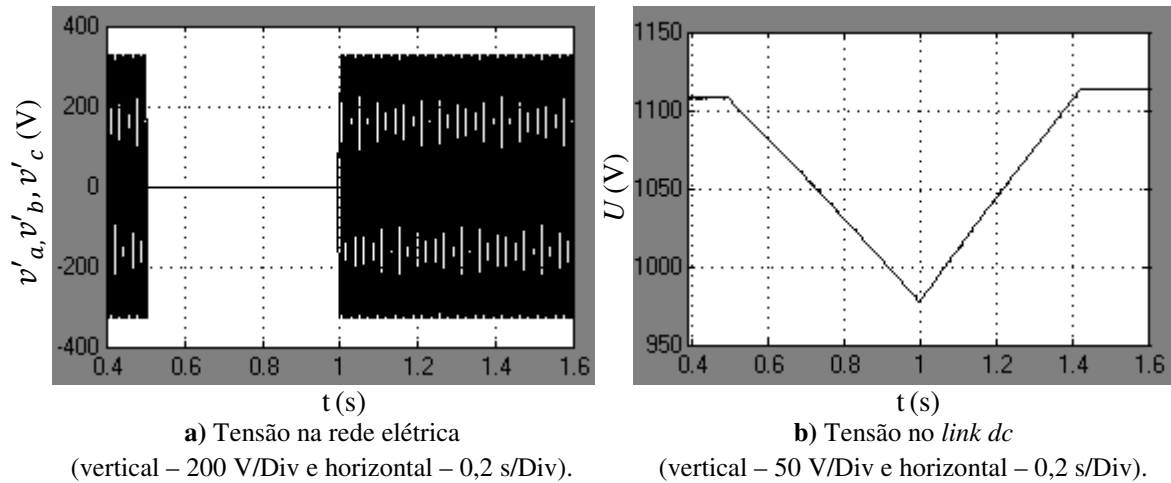 400
200
0
-200
-400
v'a,v'b,v'c (V)
0.4 0.6 0.8 1 1.2 1.4 1.6
t (s)
a) Tensão na rede elétrica
(vertical – 200 V/Div e horizontal – 0,2 s/Div).
1150
1100
1050
1000
950
U (V)
0.4 0.6 0.8 1.0 1.2 1.4 1.6
t (s)
b) Tensão no link dc
(vertical – 50 V/Div e horizontal – 0,2 s/Div).